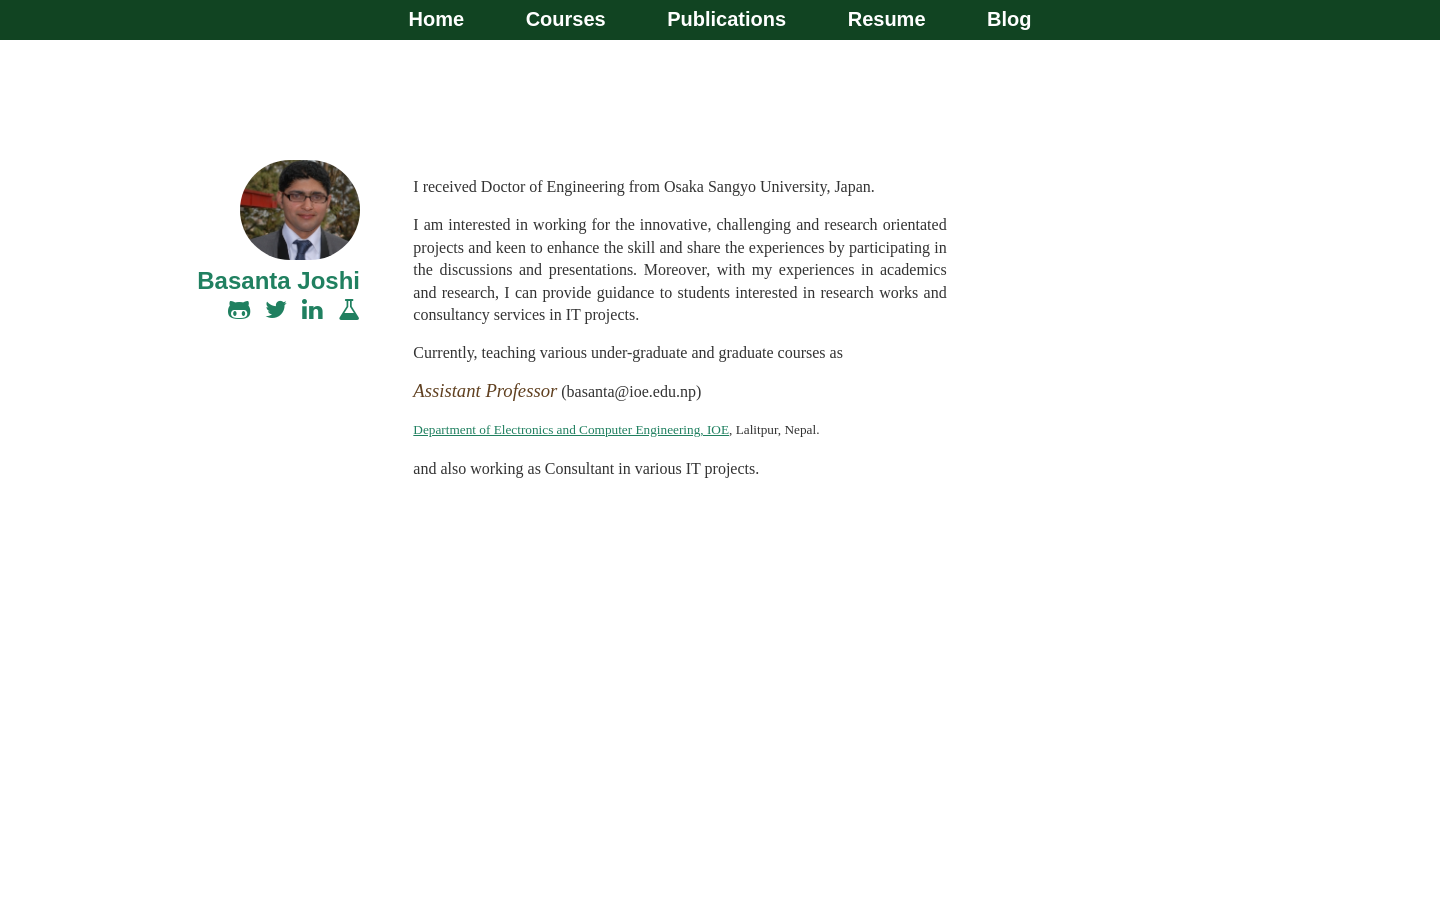 Home Courses Publications Resume Blog
Basanta Joshi
I received Doctor of Engineering from Osaka Sangyo University, Japan.
I am interested in working for the innovative, challenging and research orientated
projects and keen to enhance the skill and share the experiences by participating in
the discussions and presentations. Moreover, with my experiences in academics
and research, I can provide guidance to students interested in research works and
consultancy services in IT projects.
Currently, teaching various under-graduate and graduate courses as
Assistant Professor (basanta@ioe.edu.np)
Department of Electronics and Computer Engineering, IOE, Lalitpur, Nepal.
and also working as Consultant in various IT projects.